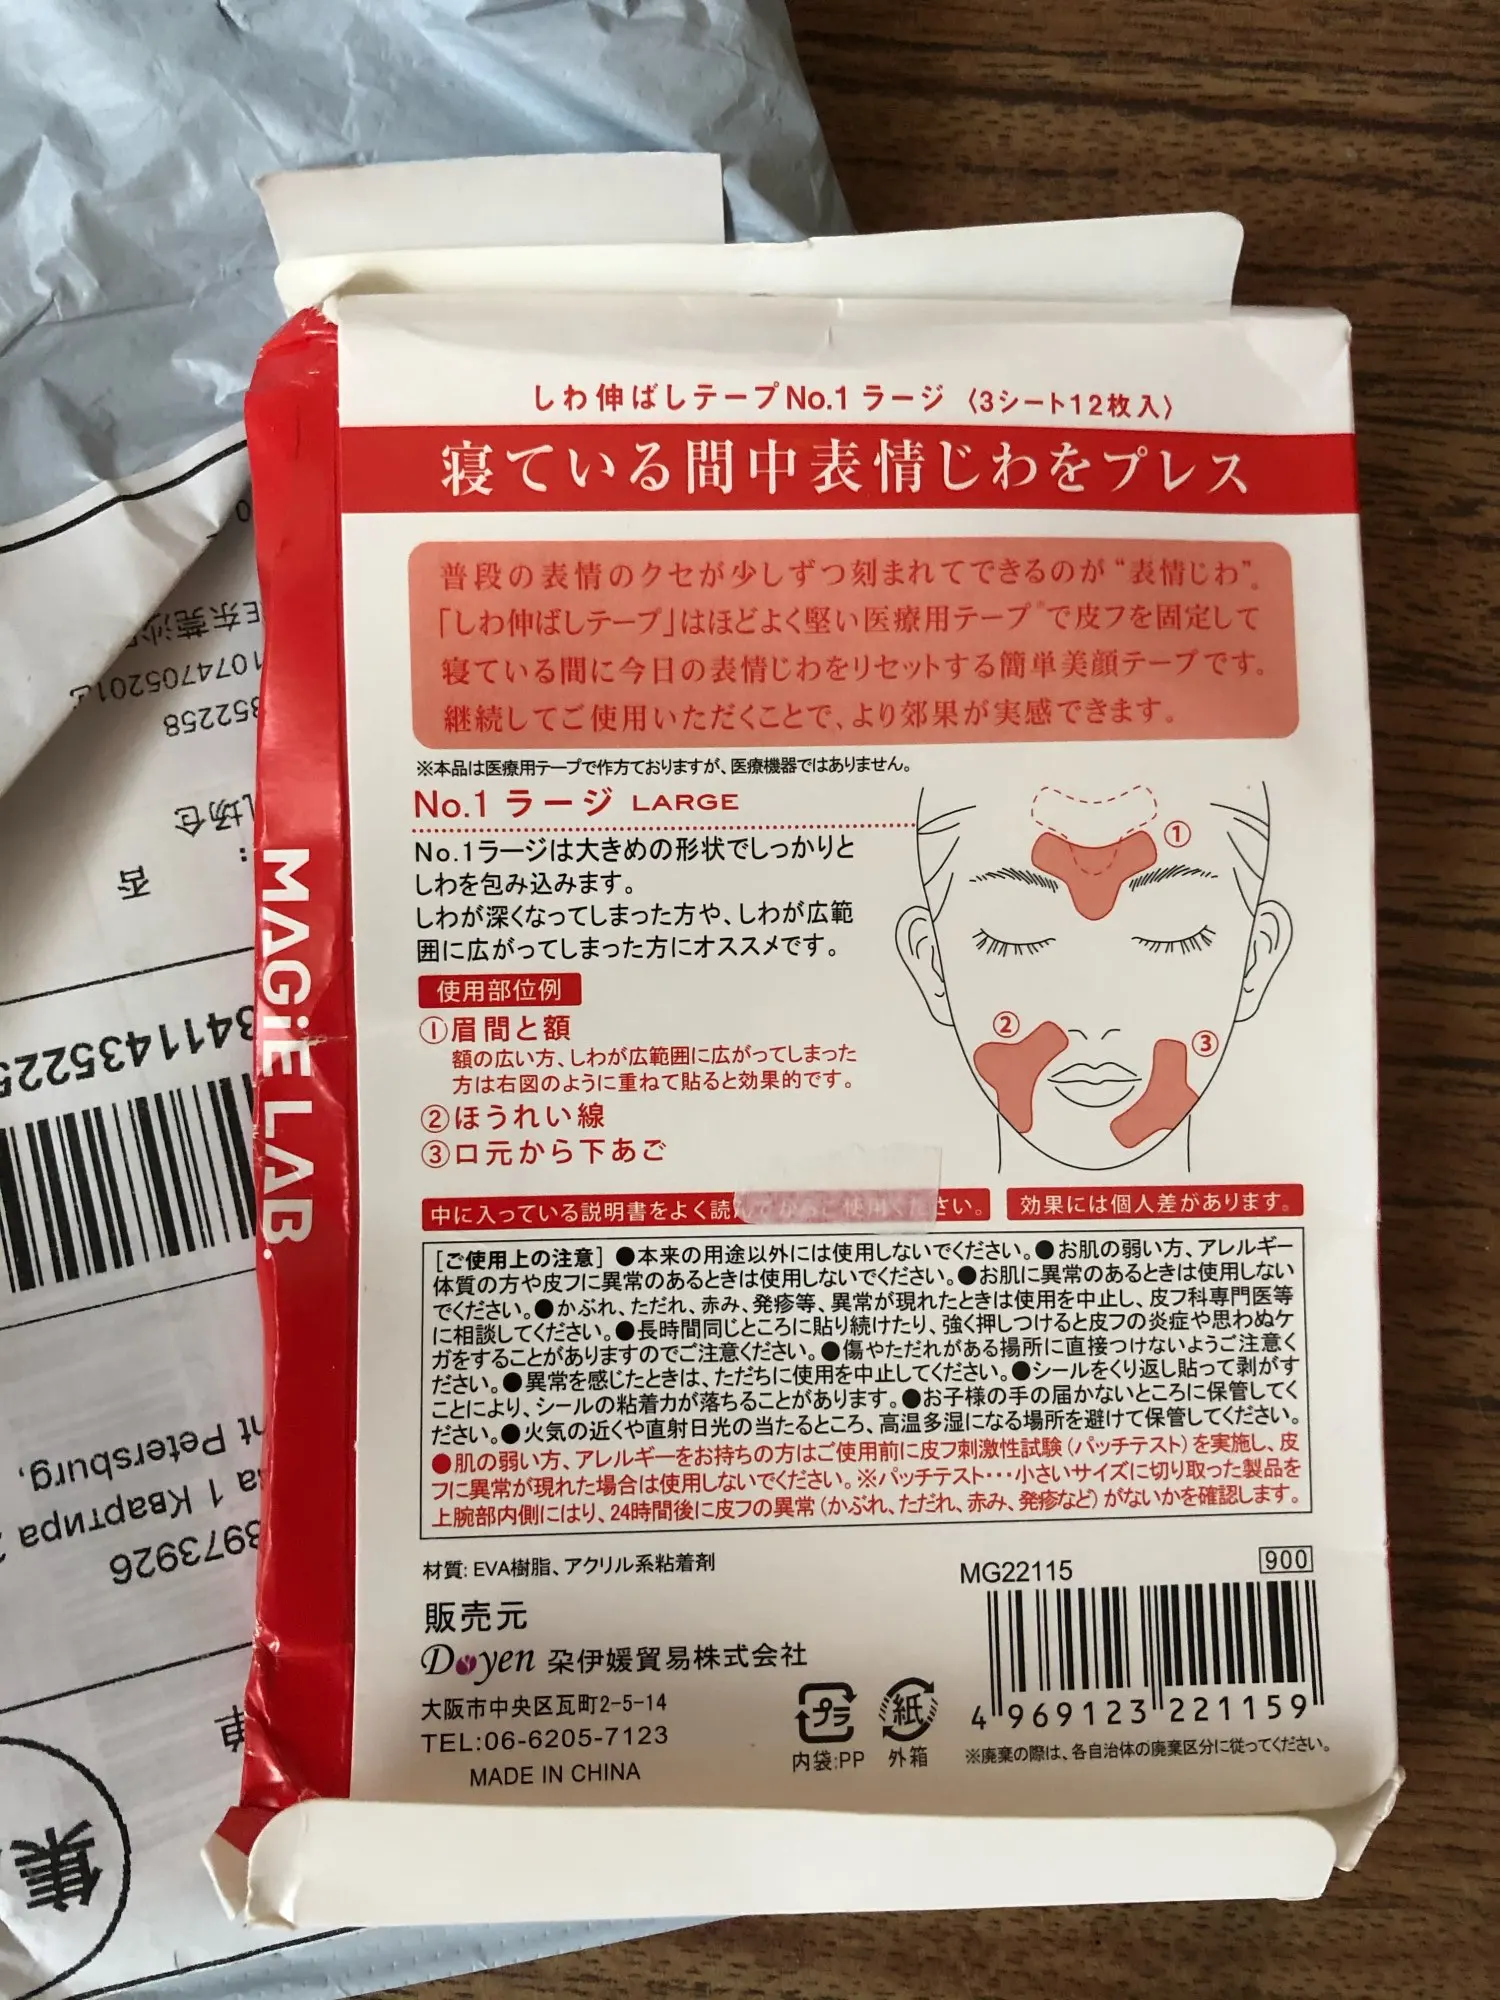 しわ伸ばしテープNo.1 ラージ 〈3シート12枚入〉
寝ている間中表情じわをプレス
普段の表情のクセが少しずつ刻まれてできるのが“表情じわ”。
「しわ伸ばしテープ」はほどよく堅い医療用テープ※で皮フを固定して
寝ている間に今日の表情じわをリセットする簡単美顔テープです。
継続してご使用いただくことで、より効果が実感できます。
※本品は医療用テープで作方ておりますが、医療機器ではありません。
No.1 ラージ LARGE
No.1ラージは大きめの形状でしっかりと
しわを包み込みます。
しわが深くなってしまった方や、しわが広範
囲に広がってしまった方にオススメです。
使用部位例
①眉間と額
額の広い方、しわが広範囲に広がってしまった
方は右図のように重ねて貼ると効果的です。
②ほうれい線
③口元から下あご
①
②
③
中に入っている説明書をよく読んでからご使用ください。
効果には個人差があります。
[ご使用上の注意] ●本来の用途以外には使用しないでください。●お肌の弱い方、アレルギー
体質の方や皮フに異常のあるときは使用しないでください。●お肌に異常のあるときは使用しない
でください。●かぶれ、ただれ、赤み、発疹等、異常が現れたときは使用を中止し、皮フ科専門医等
に相談してください。●長時間同じところに貼り続けたり、強く押しつけると皮フの炎症や思わぬケ
ガをすることがありますのでご注意ください。●傷やただれがある場所に直接つけないようご注意く
ださい。●異常を感じたときは、ただちに使用を中止してください。●シールをくり返し貼って剥がす
ことにより、シールの粘着力が落ちることがあります。●お子様の手の届かないところに保管してく
ださい。●火気の近くや直射日光の当たるところ、高温多湿になる場所を避けて保管してください。
●肌の弱い方、アレルギーをお持ちの方はご使用前に皮フ刺激性試験（パッチテスト）を実施し、皮
フに異常が現れた場合は使用しないでください。※パッチテスト･･･小さいサイズに切り取った製品を
上腕部内側にはり、24時間後に皮フの異常（かぶれ、ただれ、赤み、発疹など）がないかを確認します。
材質: EVA樹脂、アクリル系粘着剤
販売元
Doyen 朶伊媛貿易株式会社
大阪市中央区瓦町2-5-14
TEL:06-6205-7123
MADE IN CHINA
プラ
内袋:PP
紙
外箱
MG22115
900
4 969123 221159
※廃棄の際は、各自治体の廃棄区分に従ってください。
MAGiE LAB.
东莞沙
352258
场仓
否
3411435225
nt Petersburg,
на 1 Квартира
3973926
单
集